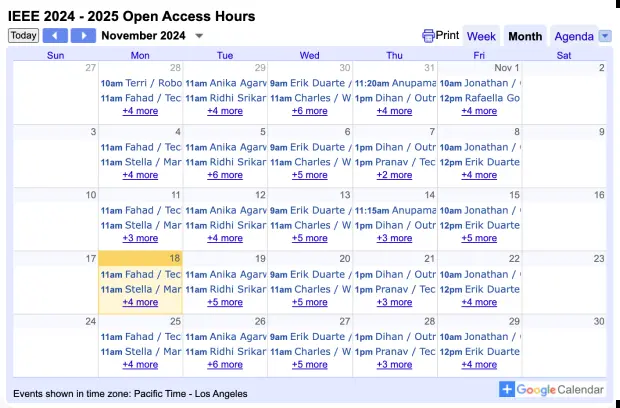 IEEE 2024 - 2025 Open Access Hours
Today November 2024 Print Week Month Agenda
Sun Mon Tue Wed Thu Fri Sat
27 28 29 30 31 Nov 1 2
10am Terri / Robo 11am Anika Agarv 9am Erik Duarte / 11:20am Anupama 10am Jonathan / (
11am Fahad / Tec 11am Ridhi Srikar 11am Charles / W 1pm Dihan / Outr 12pm Rafaella Go
+4 more +4 more +6 more +4 more +4 more
3 4 5 6 7 8 9
11am Fahad / Tec 11am Anika Agarv 9am Erik Duarte / 1pm Dihan / Outr 10am Jonathan / (
11am Stella / Mar 11am Ridhi Srikar 11am Charles / W 1pm Pranav / Tec 12pm Erik Duarte
+4 more +6 more +5 more +2 more +4 more
10 11 12 13 14 15 16
11am Fahad / Tec 11am Anika Agarv 9am Erik Duarte / 11:15am Anupama 10am Jonathan / (
11am Stella / Mar 11am Ridhi Srikar 11am Charles / W 1pm Dihan / Outr 12pm Erik Duarte
+3 more +4 more +5 more +3 more +5 more
17 18 19 20 21 22 23
11am Fahad / Tec 11am Anika Agarv 9am Erik Duarte / 1pm Dihan / Outr 10am Jonathan / (
11am Stella / Mar 11am Ridhi Srikar 11am Charles / W 1pm Pranav / Tec 12pm Erik Duarte
+4 more +5 more +5 more +3 more +4 more
24 25 26 27 28 29 30
11am Fahad / Tec 11am Anika Agarv 9am Erik Duarte / 1pm Dihan / Outr 10am Jonathan / (
11am Stella / Mar 11am Ridhi Srikar 11am Charles / W 1pm Pranav / Tec 12pm Erik Duarte
+4 more +6 more +5 more +3 more +4 more
Events shown in time zone: Pacific Time - Los Angeles
Google Calendar